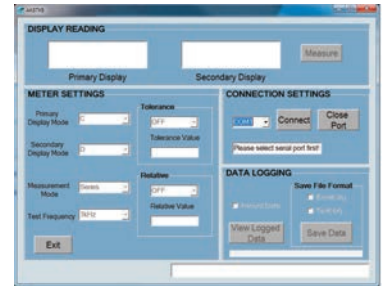 DISPLAY READING
Measure
Primary Display
Secondary Display
METER SETTINGS
Primary
Display Mode
C
Secondary
Display Mode
D
Measurement
Mode
Series
Test Frequency
1kHz
Exit
Tolerance
OFF
Tolerance Value
Relative
OFF
Relative Value
CONNECTION SETTINGS
Connect
Close
Port
Please select serial port first!
DATA LOGGING
Save File Format
View Logged
Data
Save Data